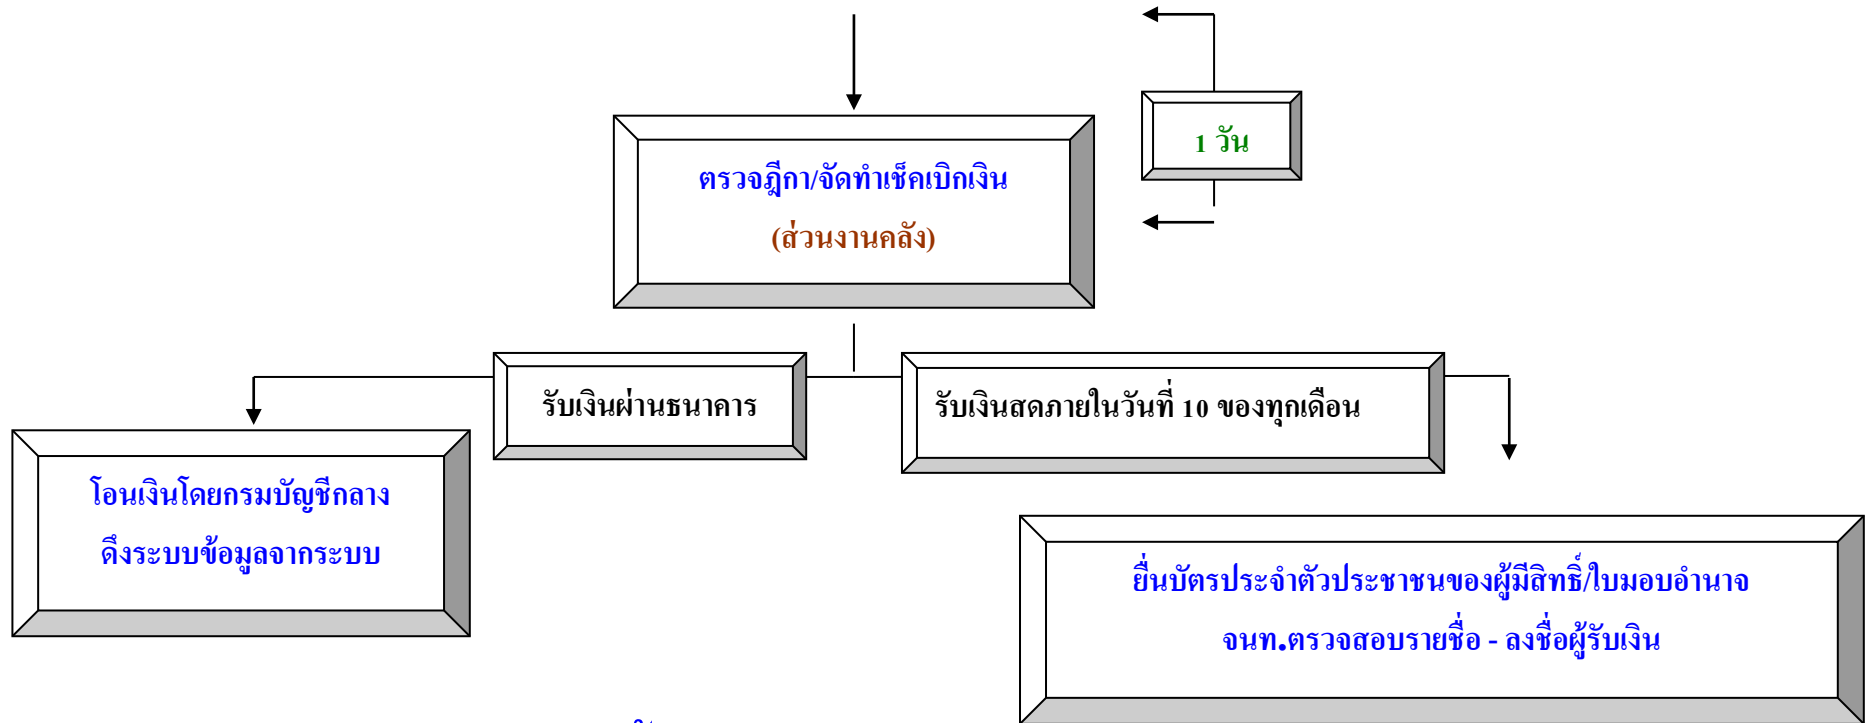 1 วัน
ตรวจฎีกา/จัดทำเช็คเบิกเงิน
(ส่วนงานคลัง)
รับเงินผ่านธนาคาร
รับเงินสดภายในวันที่ 10 ของทุกเดือน
โอนเงินโดยกรมบัญชีกลาง
ดึงระบบข้อมูลจากระบบ
ยื่นบัตรประจำตัวประชาชนของผู้มีสิทธิ์/ใบมอบอำนาจ
จนท.ตรวจสอบรายชื่อ - ลงชื่อผู้รับเงิน